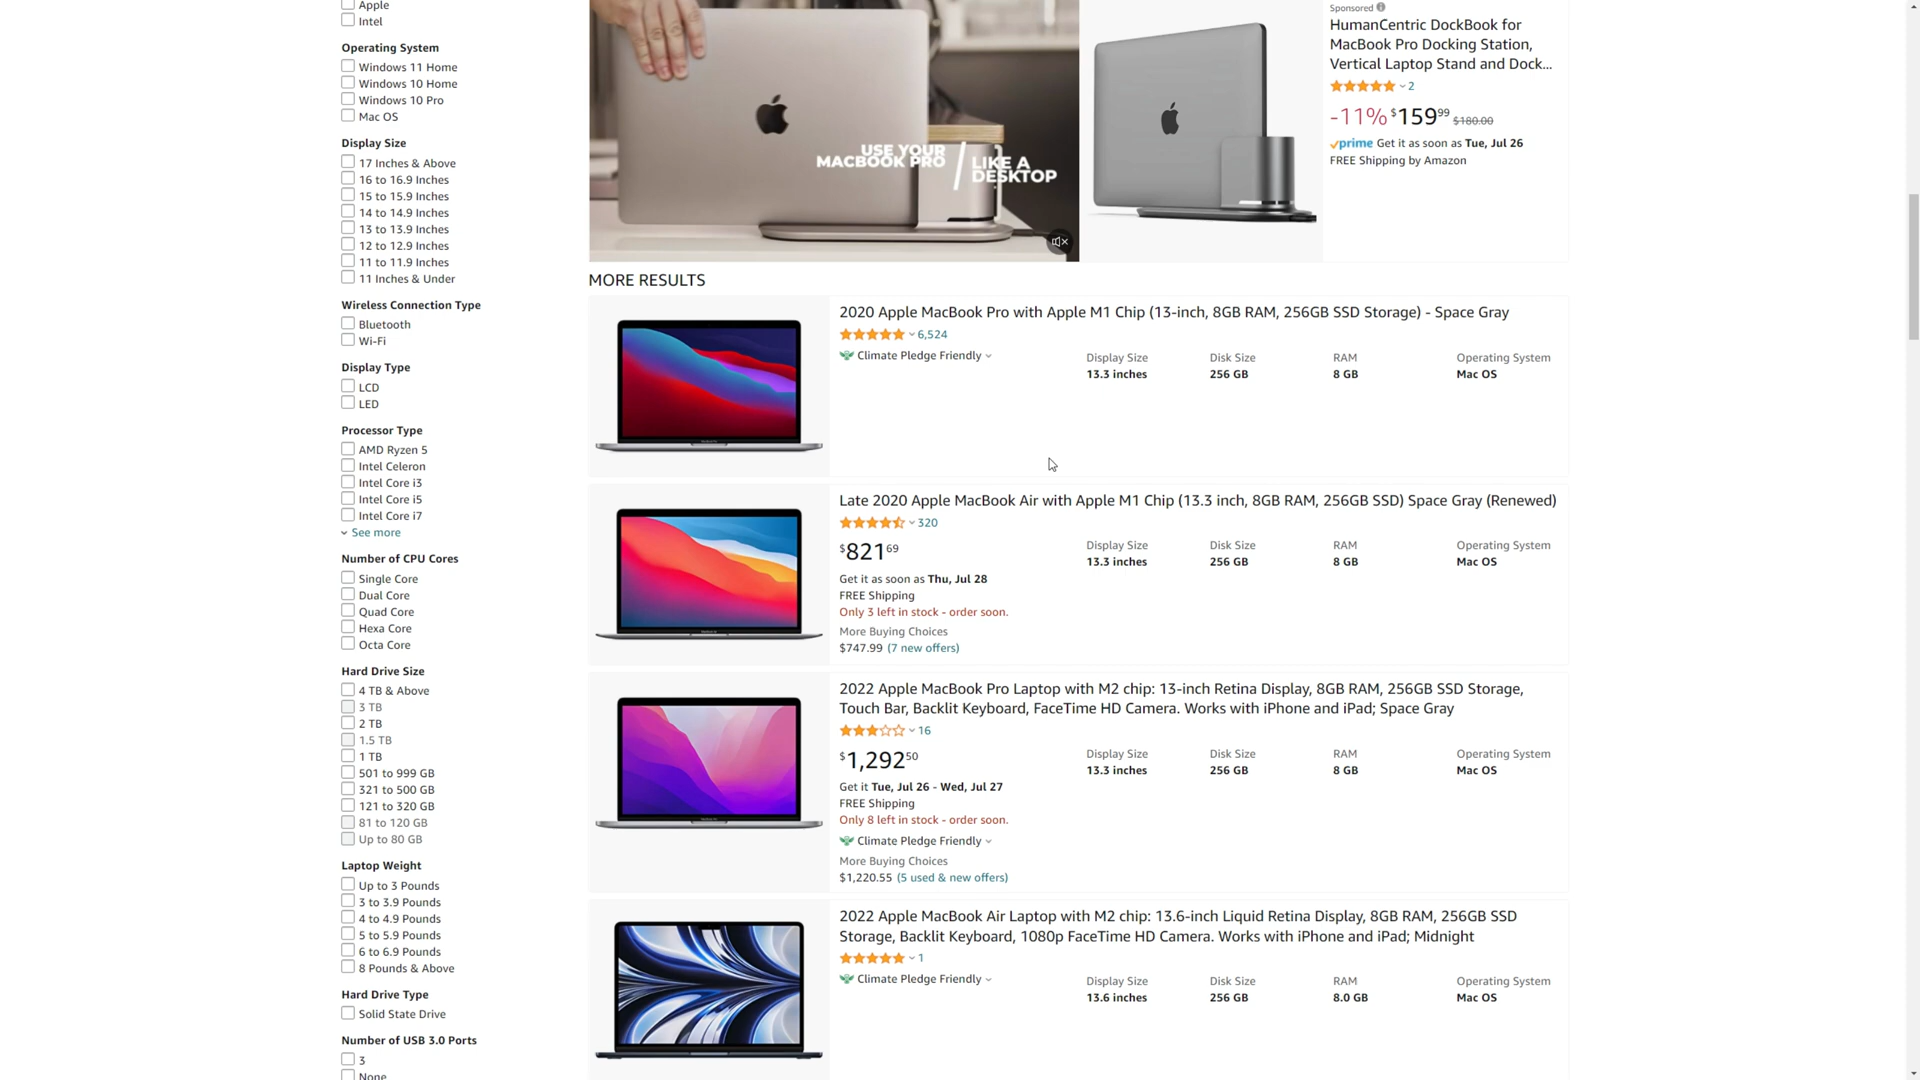 Apple
Intel
Operating System
Windows 11 Home
Windows 10 Home
Windows 10 Pro
Mac OS
Display Size
17 Inches & Above
16 to 16.9 Inches
15 to 15.9 Inches
14 to 14.9 Inches
13 to 13.9 Inches
12 to 12.9 Inches
11 to 11.9 Inches
11 Inches & Under
Wireless Connection Type
Bluetooth
Wi-Fi
Display Type
LCD
LED
Processor Type
AMD Ryzen 5
Intel Celeron
Intel Core i3
Intel Core i5
Intel Core i7
See more
Number of CPU Cores
Single Core
Dual Core
Quad Core
Hexa Core
Octa Core
Hard Drive Size
4 TB & Above
3 TB
2 TB
1.5 TB
1 TB
501 to 999 GB
321 to 500 GB
121 to 320 GB
81 to 120 GB
Up to 80 GB
Laptop Weight
Up to 3 Pounds
3 to 3.9 Pounds
4 to 4.9 Pounds
5 to 5.9 Pounds
6 to 6.9 Pounds
8 Pounds & Above
Hard Drive Type
Solid State Drive
Number of USB 3.0 Ports
3
None
USE YOUR
MACBOOK PRO
LIKE A
DESKTOP
Sponsored
HumanCentric DockBook for
MacBook Pro Docking Station,
Vertical Laptop Stand and Dock...
2
-11% $159.99 $180.00
prime Get it as soon as Tue, Jul 26
FREE Shipping by Amazon
MORE RESULTS
2020 Apple MacBook Pro with Apple M1 Chip (13-inch, 8GB RAM, 256GB SSD Storage) - Space Gray
6,524
Climate Pledge Friendly
Display Size Disk Size RAM Operating System
13.3 inches 256 GB 8 GB Mac OS
Late 2020 Apple MacBook Air with Apple M1 Chip (13.3 inch, 8GB RAM, 256GB SSD) Space Gray (Renewed)
320
$821 69
Get it as soon as Thu, Jul 28
FREE Shipping
Only 3 left in stock - order soon.
More Buying Choices
$747.99 (7 new offers)
Display Size Disk Size RAM Operating System
13.3 inches 256 GB 8 GB Mac OS
2022 Apple MacBook Pro Laptop with M2 chip: 13-inch Retina Display, 8GB RAM, 256GB SSD Storage,
Touch Bar, Backlit Keyboard, FaceTime HD Camera. Works with iPhone and iPad; Space Gray
16
$1,292 50
Get it Tue, Jul 26 - Wed, Jul 27
FREE Shipping
Only 8 left in stock - order soon.
Climate Pledge Friendly
More Buying Choices
$1,220.55 (5 used & new offers)
Display Size Disk Size RAM Operating System
13.3 inches 256 GB 8 GB Mac OS
2022 Apple MacBook Air Laptop with M2 chip: 13.6-inch Liquid Retina Display, 8GB RAM, 256GB SSD
Storage, Backlit Keyboard, 1080p FaceTime HD Camera. Works with iPhone and iPad; Midnight
1
Climate Pledge Friendly
Display Size Disk Size RAM Operating System
13.6 inches 256 GB 8.0 GB Mac OS